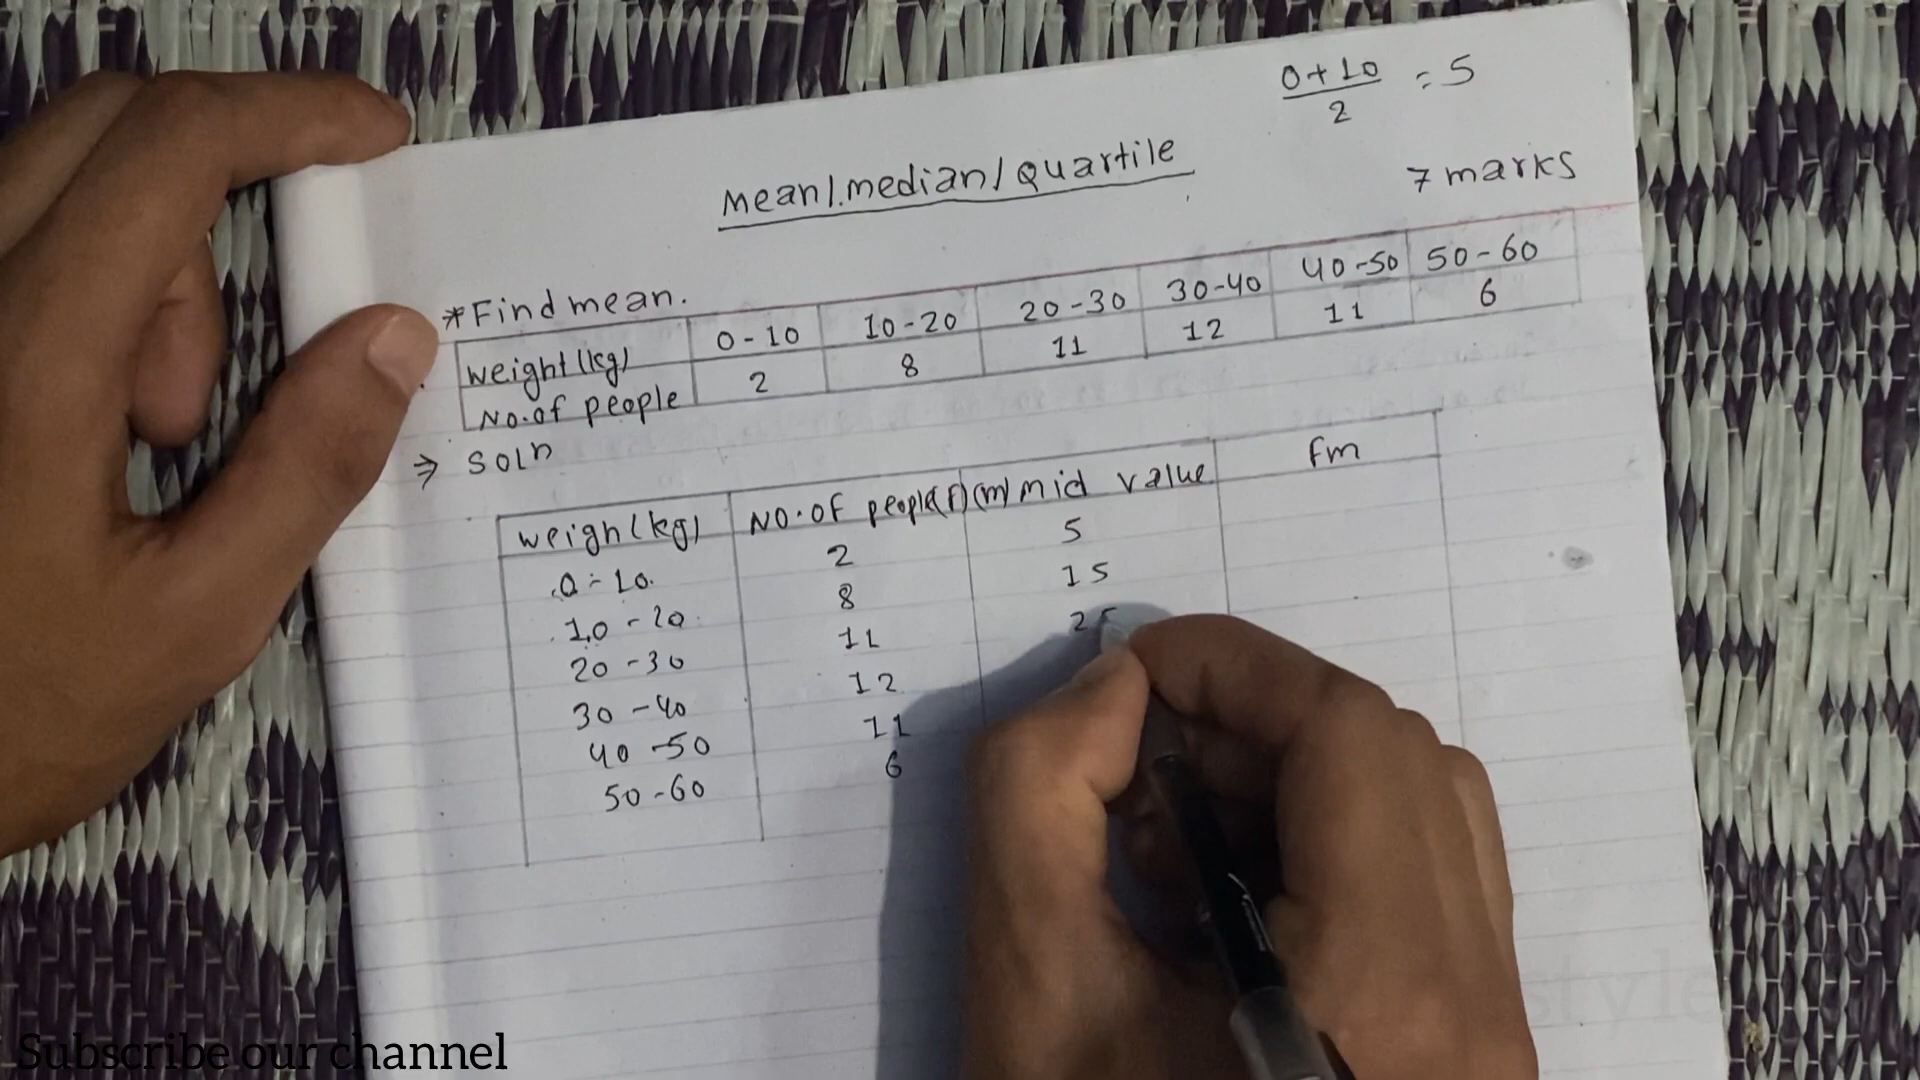 0+10
2
= 5
Mean/.median/Quartile
7 marks
*Find mean.
weight(kg) 0-10 10-20 20-30 30-40 40-50 50-60
No.of people 2 8 11 12 11 6
⇒ Solⁿ
weigh(kg) NO.OF people(F) (m) mid value fm
0-10. 2 5
10-20 8 15
20-30 11 25
30-40 12
40-50 11
50-60 6
Subscribe our channel
style